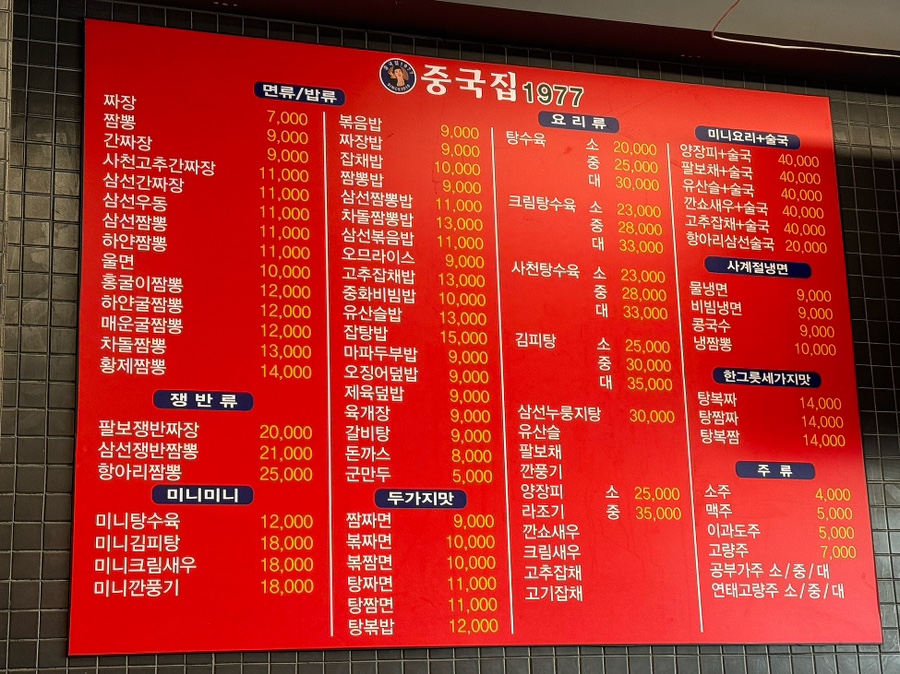 중국집1977
면류/밥류
짜장 7,000
짬뽕 9,000
간짜장 9,000
사천고추간짜장 11,000
삼선간짜장 11,000
삼선우동 11,000
삼선짬뽕 11,000
하얀짬뽕 11,000
울면 10,000
홍굴이짬뽕 12,000
하얀굴짬뽕 12,000
매운굴짬뽕 12,000
차돌짬뽕 13,000
황제짬뽕 14,000
쟁반류
팔보쟁반짜장 20,000
삼선쟁반짬뽕 21,000
항아리짬뽕 25,000
미니미니
미니탕수육 12,000
미니김피탕 18,000
미니크림새우 18,000
미니깐풍기 18,000
볶음밥 9,000
짜장밥 9,000
잡채밥 10,000
짬뽕밥 9,000
삼선짬뽕밥 11,000
차돌짬뽕밥 13,000
삼선볶음밥 11,000
오므라이스 9,000
고추잡채밥 13,000
중화비빔밥 10,000
유산슬밥 13,000
잡탕밥 15,000
마파두부밥 9,000
오징어덮밥 9,000
제육덮밥 9,000
육개장 9,000
갈비탕 9,000
돈까스 8,000
군만두 5,000
두가지맛
짬짜면 9,000
볶짜면 10,000
볶짬면 10,000
탕짜면 11,000
탕짬면 11,000
탕볶밥 12,000
요리류
탕수육 소 20,000
중 25,000
대 30,000
크림탕수육 소 23,000
중 28,000
대 33,000
사천탕수육 소 23,000
중 28,000
대 33,000
김피탕 소 25,000
중 30,000
대 35,000
삼선누룽지탕 30,000
유산슬
팔보채
깐풍기
양장피 소 25,000
라조기 중 35,000
깐쇼새우
크림새우
고추잡채
고기잡채
미니요리+술국
양장피+술국 40,000
팔보채+술국 40,000
유산슬+술국 40,000
깐쇼새우+술국 40,000
고추잡채+술국 40,000
항아리삼선술국 20,000
사계절냉면
물냉면 9,000
비빔냉면 9,000
콩국수 9,000
냉짬뽕 10,000
한그릇세가지맛
탕복짜 14,000
탕짬짜 14,000
탕복짬 14,000
주류
소주 4,000
맥주 5,000
이과도주 5,000
고량주 7,000
공부가주 소/중/대
연태고량주 소/중/대